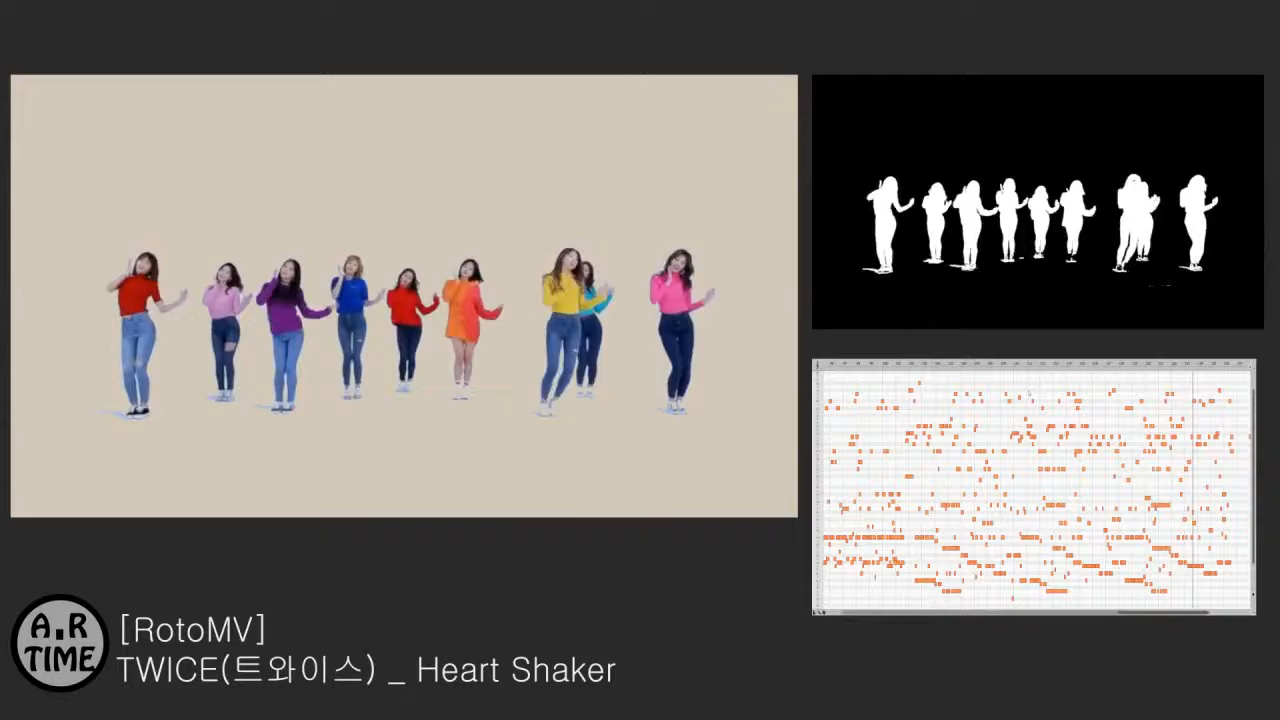 A.R
TIME
[RotoMV]
TWICE(트와이스) _ Heart Shaker